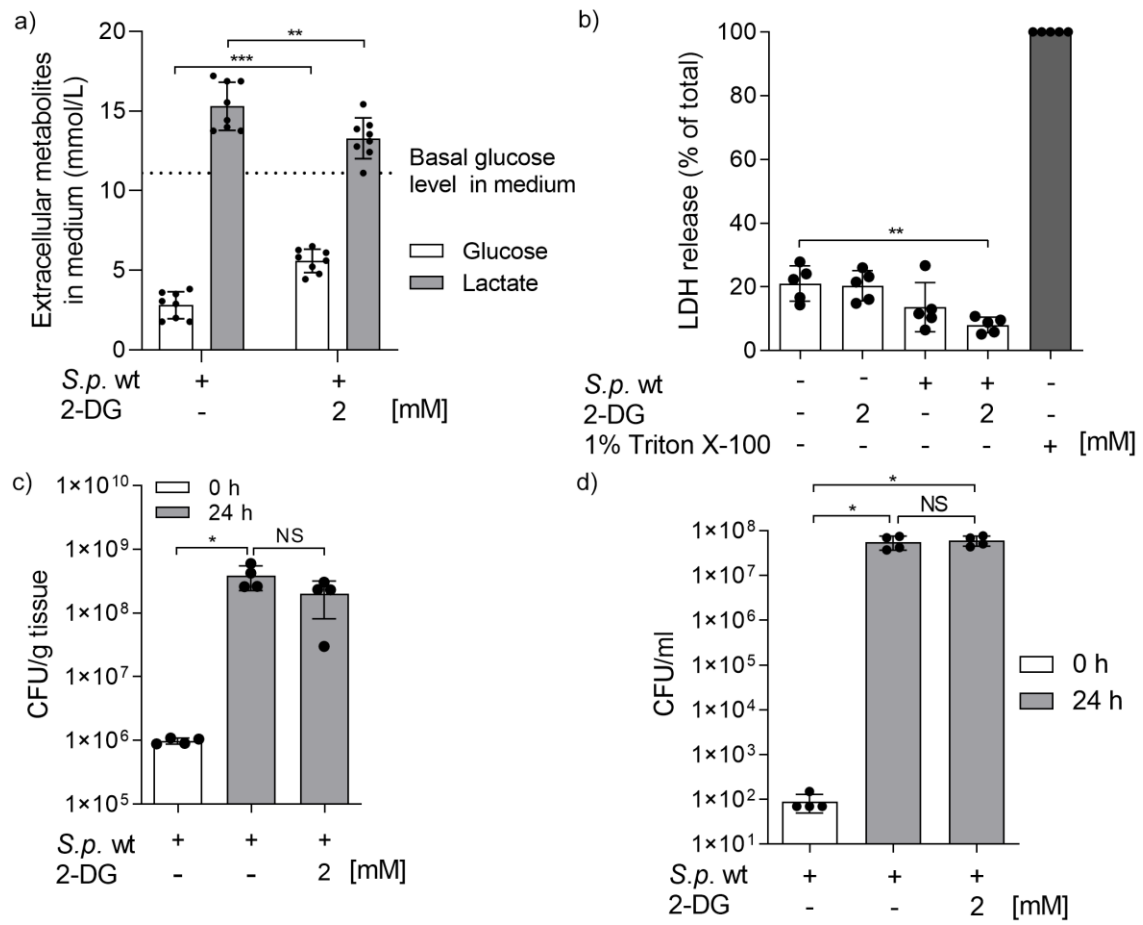 a)
Extracellular metabolites
in medium (mmol/L)
20
15
10
5
0
***
**
Basal glucose
level in medium
Glucose
Lactate
S.p. wt + +
2-DG - 2 [mM]
b)
LDH release (% of total)
100
80
60
40
20
0
**
S.p. wt - - + + -
2-DG - 2 - 2 -
1% Triton X-100 - - - - + [mM]
c)
CFU/g tissue
1×10¹⁰
1×10⁹
1×10⁸
1×10⁷
1×10⁶
1×10⁵
0 h
24 h
*
NS
S.p. wt + + +
2-DG - - 2 [mM]
d)
CFU/ml
1×10⁸
1×10⁷
1×10⁶
1×10⁵
1×10⁴
1×10³
1×10²
1×10¹
*
*
NS
0 h
24 h
S.p. wt + + +
2-DG - - 2 [mM]